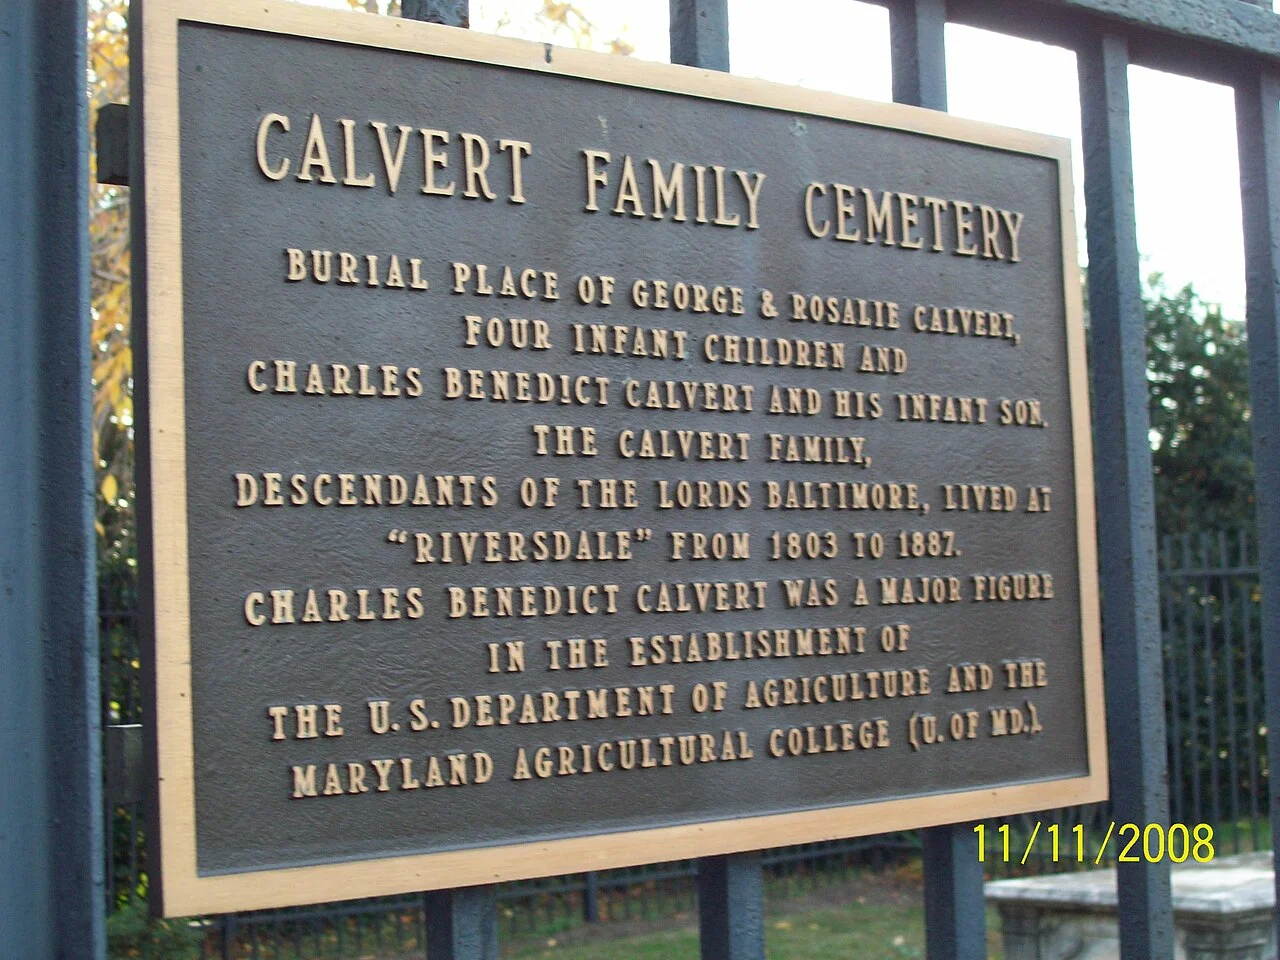 CALVERT FAMILY CEMETERY
BURIAL PLACE OF GEORGE & ROSALIE CALVERT,
FOUR INFANT CHILDREN AND
CHARLES BENEDICT CALVERT AND HIS INFANT SON.
THE CALVERT FAMILY,
DESCENDANTS OF THE LORDS BALTIMORE, LIVED AT
"RIVERSDALE" FROM 1803 TO 1887.
CHARLES BENEDICT CALVERT WAS A MAJOR FIGURE
IN THE ESTABLISHMENT OF
THE U.S. DEPARTMENT OF AGRICULTURE AND THE
MARYLAND AGRICULTURAL COLLEGE (U. OF MD.).
11/11/2008